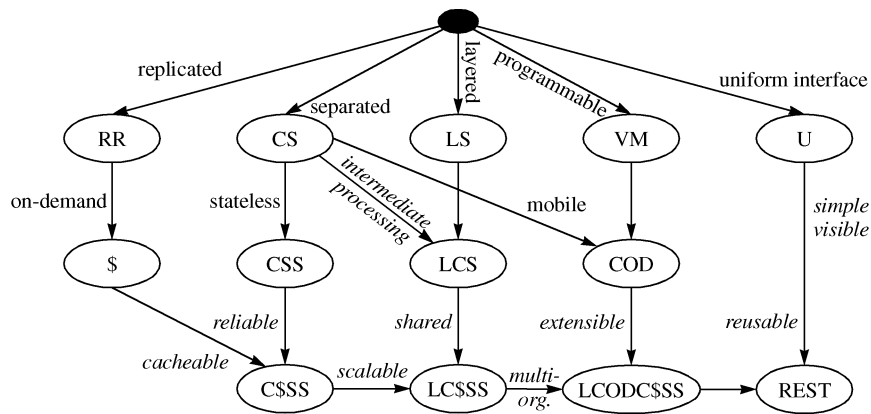 replicated
separated
layered
programmable
uniform interface
RR
CS
LS
VM
U
on-demand
stateless
intermediate
processing
mobile
simple
visible
$
CSS
LCS
COD
reliable
shared
extensible
reusable
cacheable
scalable
multi-
org.
C$SS
LC$SS
LCODC$SS
REST